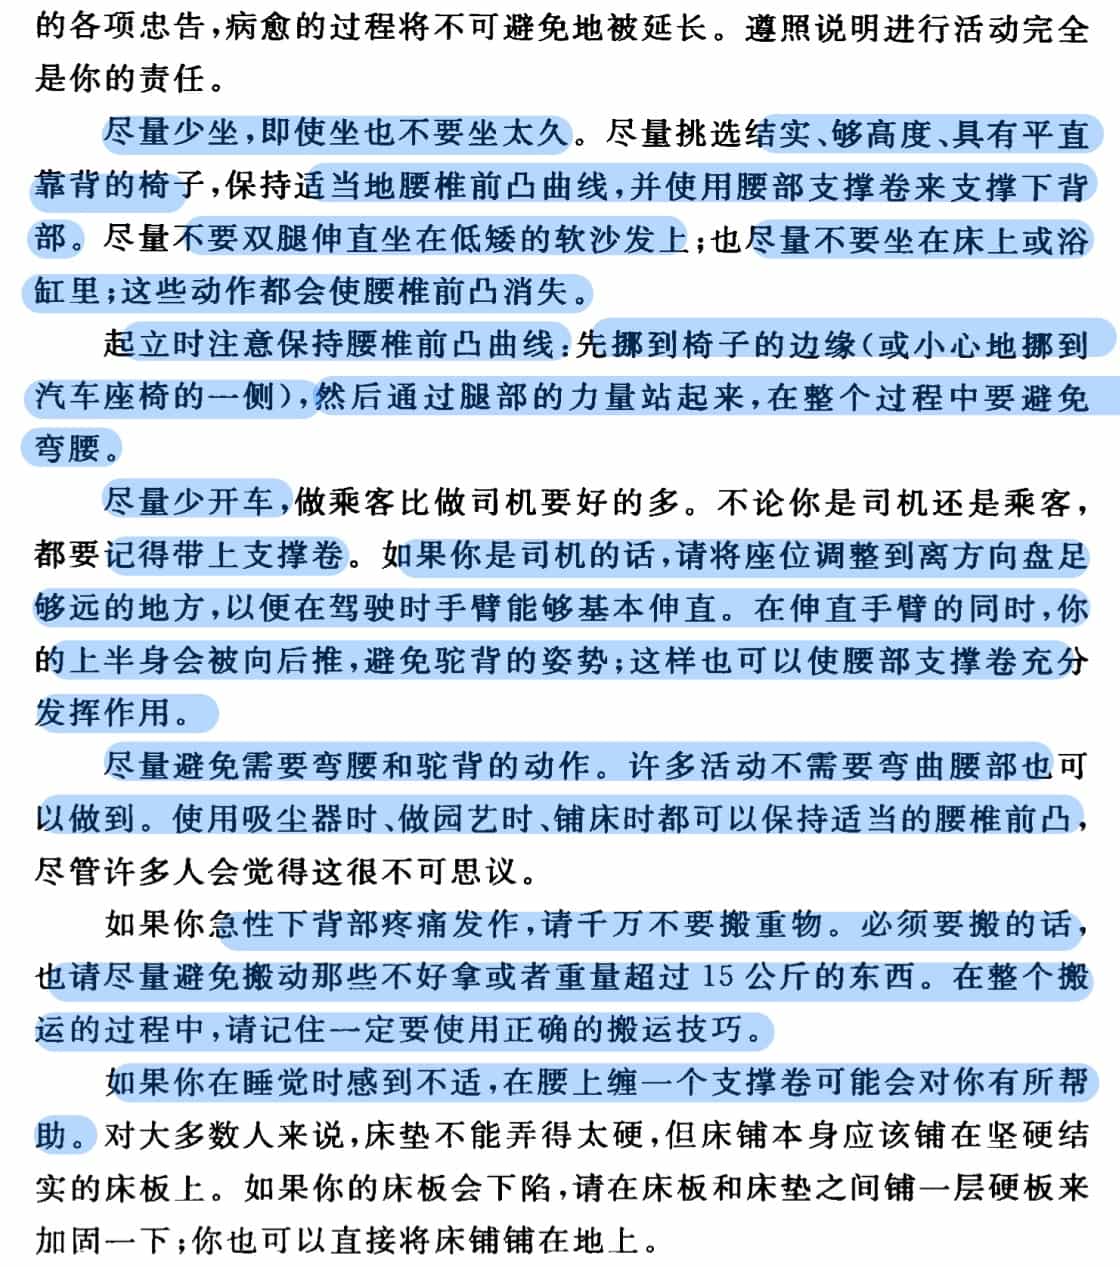 的各项忠告,病愈的过程将不可避免地被延长。遵照说明进行活动完全
是你的责任。
尽量少坐,即使坐也不要坐太久。尽量挑选结实、够高度、具有平直
靠背的椅子,保持适当地腰椎前凸曲线,并使用腰部支撑卷来支撑下背
部。尽量不要双腿伸直坐在低矮的软沙发上;也尽量不要坐在床上或浴
缸里;这些动作都会使腰椎前凸消失。
起立时注意保持腰椎前凸曲线:先挪到椅子的边缘(或小心地挪到
汽车座椅的一侧),然后通过腿部的力量站起来,在整个过程中要避免
弯腰。
尽量少开车,做乘客比做司机要好的多。不论你是司机还是乘客,
都要记得带上支撑卷。如果你是司机的话,请将座位调整到离方向盘足
够远的地方,以便在驾驶时手臂能够基本伸直。在伸直手臂的同时,你
的上半身会被向后推,避免驼背的姿势;这样也可以使腰部支撑卷充分
发挥作用。
尽量避免需要弯腰和驼背的动作。许多活动不需要弯曲腰部也可
以做到。使用吸尘器时、做园艺时、铺床时都可以保持适当的腰椎前凸,
尽管许多人会觉得这很不可思议。
如果你急性下背部疼痛发作,请千万不要搬重物。必须要搬的话,
也请尽量避免搬动那些不好拿或者重量超过 15 公斤的东西。在整个搬
运的过程中,请记住一定要使用正确的搬运技巧。
如果你在睡觉时感到不适,在腰上缠一个支撑卷可能会对你有所帮
助。对大多数人来说,床垫不能弄得太硬,但床铺本身应该铺在坚硬结
实的床板上。如果你的床板会下陷,请在床板和床垫之间铺一层硬板来
加固一下;你也可以直接将床铺铺在地上。